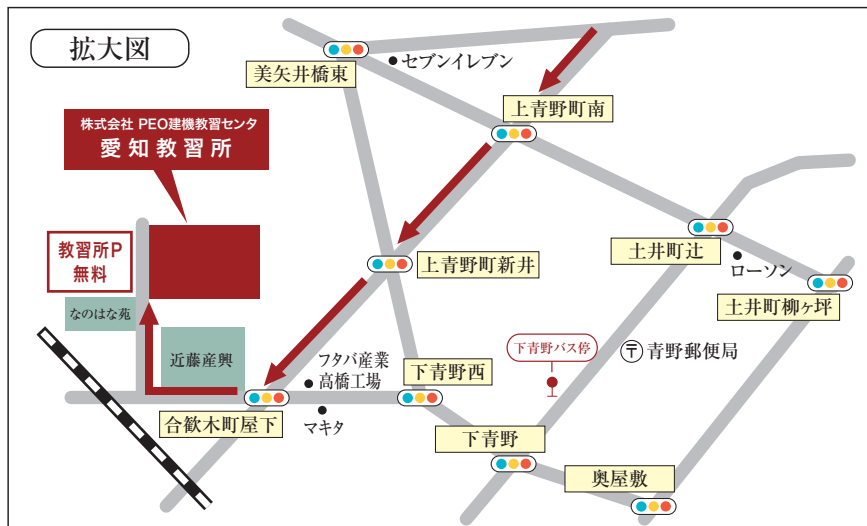 拡大図
美矢井橋東
セブンイレブン
上青野町南
株式会社 PEO建機教習センタ
愛知教習所
教習所P
無料
上青野町新井
土井町辻
ローソン
土井町柳ヶ坪
なのはな苑
近藤産興
フタバ産業
高橋工場
下青野西
下青野バス停
〒青野郵便局
合歓木町屋下
マキタ
下青野
奥屋敷